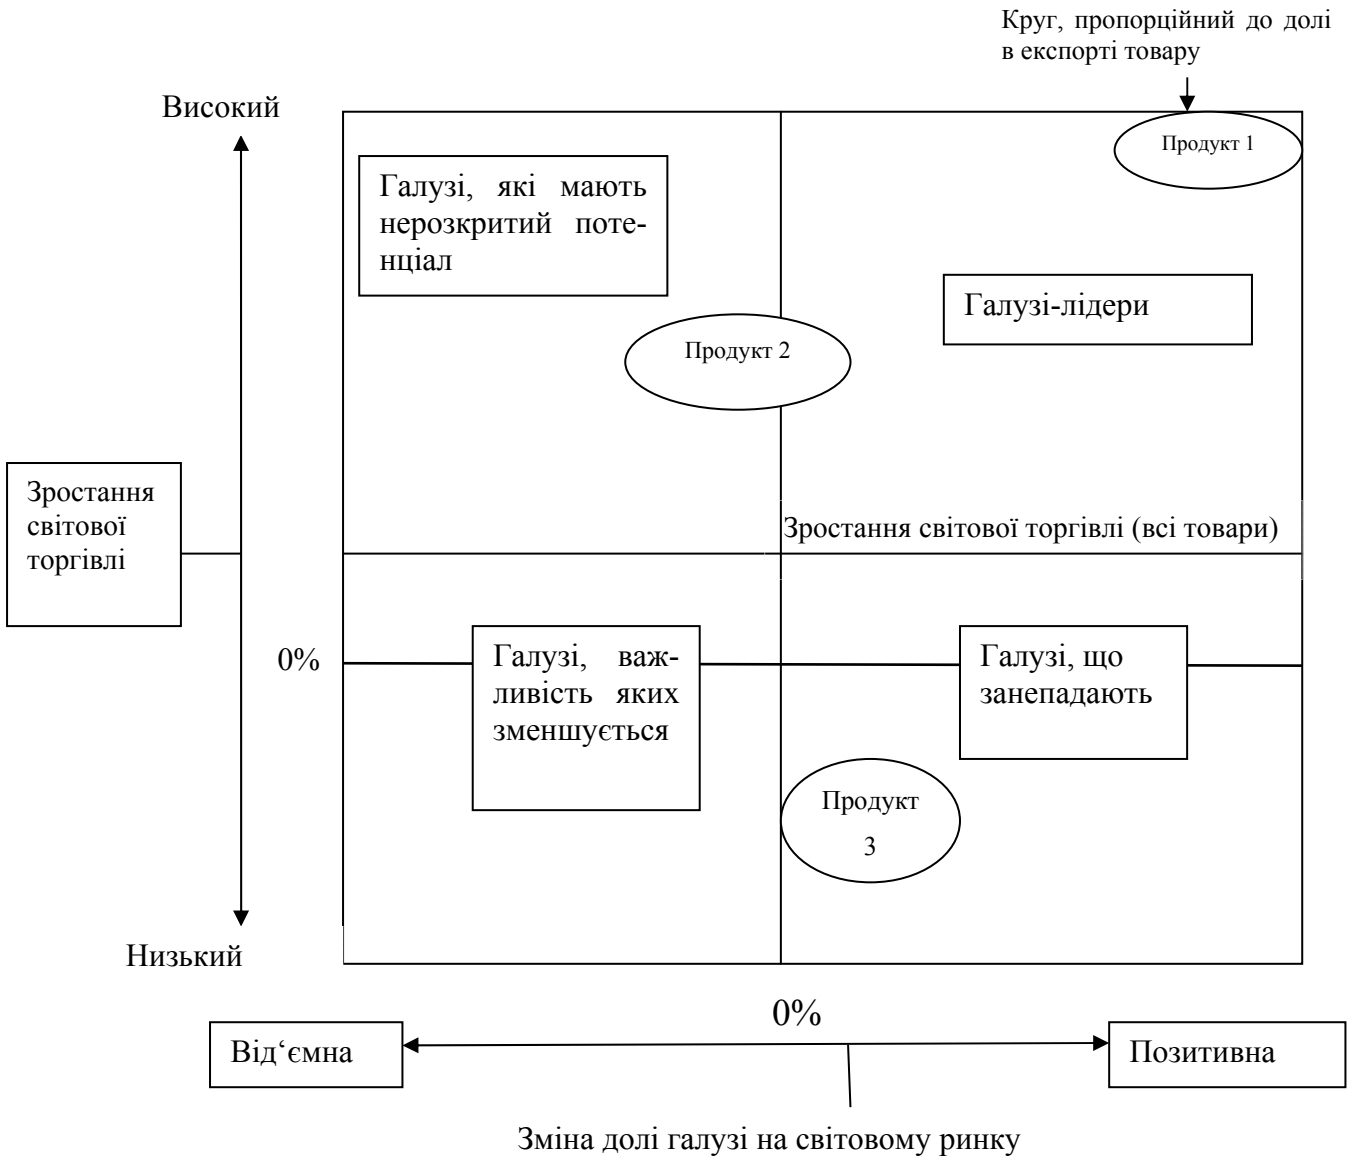 Круг, пропорційний до долі
в експорті товару
Високий
Продукт 1
Галузі, які мають
нерозкритий поте-
нціал
Галузі-лідери
Продукт 2
Зростання
світової
торгівлі
Зростання світової торгівлі (всі товари)
0%
Галузі, важ-
ливість яких
зменшується
Галузі, що
занепадають
Продукт
3
Низький
0%
Від‘ємна
Позитивна
Зміна долі галузі на світовому ринку